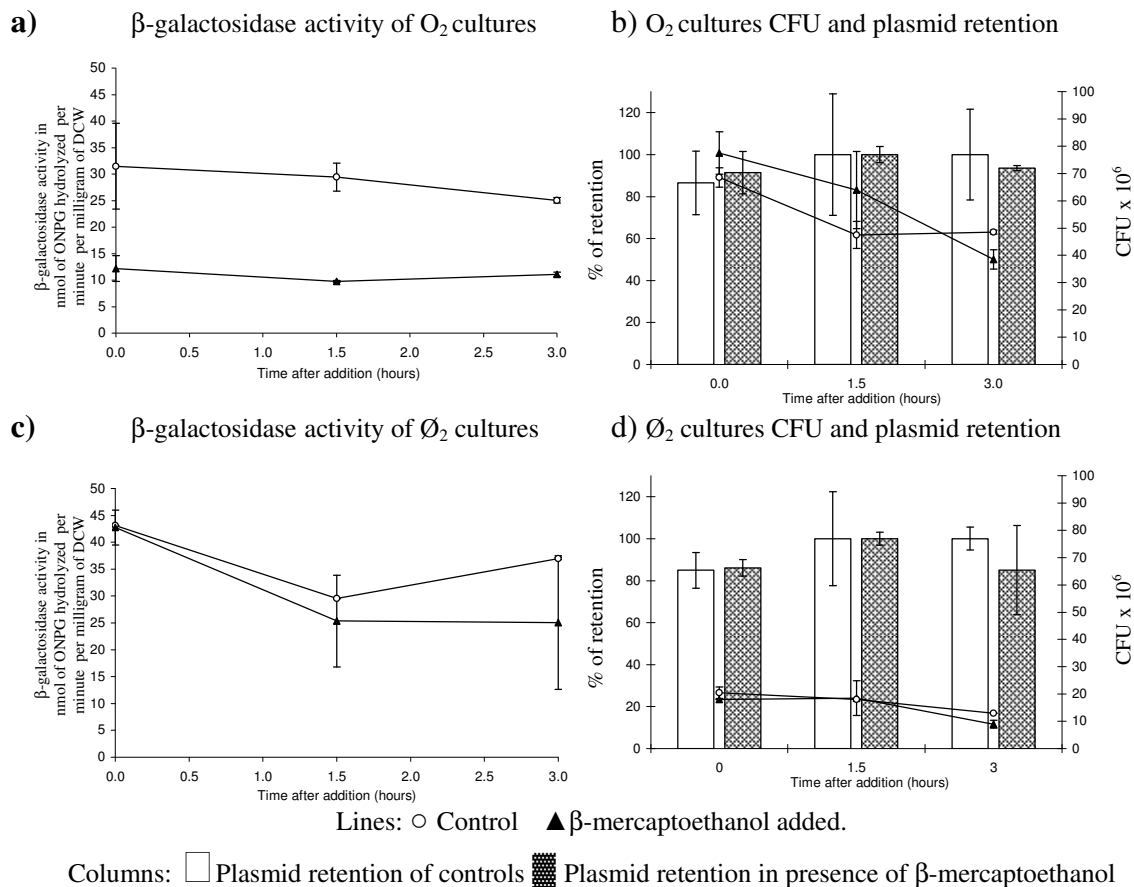 a) β-galactosidase activity of O₂ cultures
β-galactosidase activity in
nmol of ONPG hydrolyzed per
minute per milligram of DCW
50
45
40
35
30
25
20
15
10
5
0
0.0 0.5 1.0 1.5 2.0 2.5 3.0
Time after addition (hours)
b) O₂ cultures CFU and plasmid retention
% of retention
120
100
80
60
40
20
0
100
90
80
70
60
50
40
30
20
10
0
CFU x 10⁶
0.0 1.5 3.0
Time after addition (hours)
c) β-galactosidase activity of Ø₂ cultures
β-galactosidase activity in
nmol of ONPG hydrolyzed per
minute per milligram of DCW
50
45
40
35
30
25
20
15
10
5
0
0.0 0.5 1.0 1.5 2.0 2.5 3.0
Time after addition (hours)
d) Ø₂ cultures CFU and plasmid retention
% of retention
120
100
80
60
40
20
0
100
90
80
70
60
50
40
30
20
10
0
CFU x 10⁶
0 1.5 3
Time after addition (hours)
Lines: ○ Control ▲ β-mercaptoethanol added.
Columns: Plasmid retention of controls Plasmid retention in presence of β-mercaptoethanol